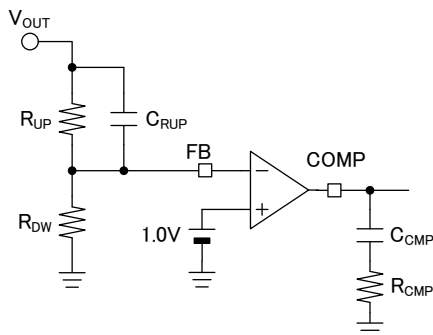 VOUT
RUP
CRUP
FB
COMP
−
+
RDW
1.0V
CCMP
RCMP